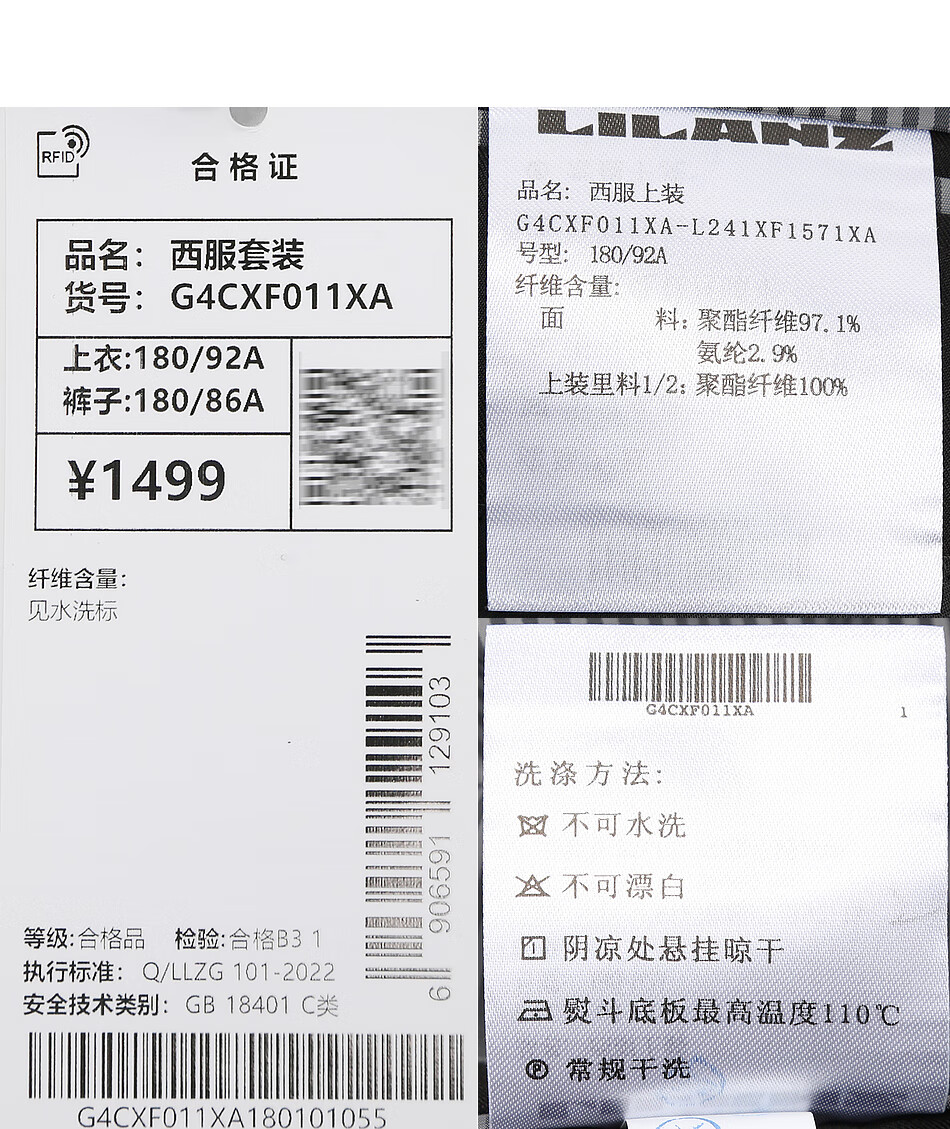 RFID
合格证
品名： 西服套装
货号： G4CXF011XA
上衣:180/92A
裤子:180/86A
¥1499
纤维含量：
见水洗标
6 906591 129103
等级:合格品 检验:合格B3 1
执行标准： Q/LLZG 101-2022
安全技术类别： GB 18401 C类
G4CXF011XA180101055
LILANZ
品名: 西服上装
G4CXF011XA-L241XF1571XA
号型: 180/92A
纤维含量:
面 料: 聚酯纤维97.1%
氨纶2.9%
上装里料1/2: 聚酯纤维100%
G4CXF011XA
1
洗涤方法:
不可水洗
不可漂白
阴凉处悬挂晾干
熨斗底板最高温度110℃
Ⓟ 常规干洗